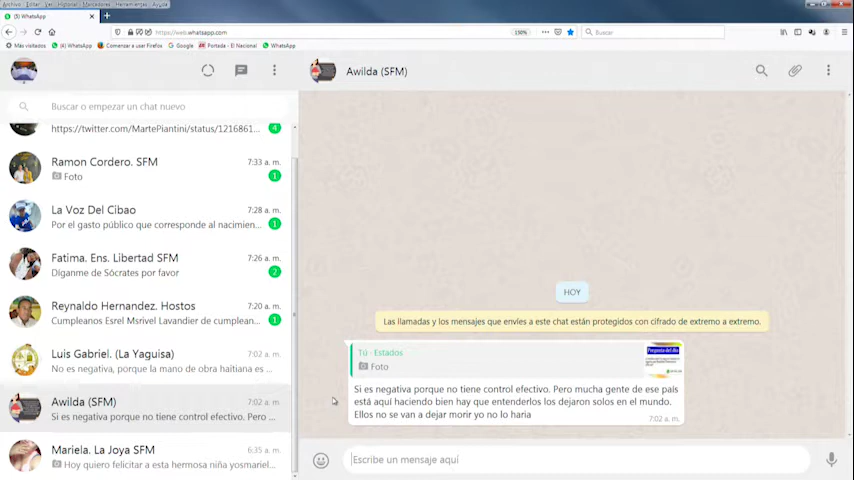 Archivo Editar Ver Historial Marcadores Herramientas Ayuda
(5) WhatsApp
https://web.whatsapp.com
150%
Buscar
Más visitados
(4) WhatsApp
Comenzar a usar Firefox
Google
Portada - El Nacional
WhatsApp
Buscar o empezar un chat nuevo
https://twitter.com/MartePiantini/status/1216861...
4
Ramon Cordero. SFM
7:33 a. m.
Foto
1
La Voz Del Cibao
7:28 a. m.
Por el gasto público que corresponde al nacimien...
1
Fatima. Ens. Libertad SFM
7:26 a. m.
Díganme de Sócrates por favor
2
Reynaldo Hernandez. Hostos
7:20 a. m.
Cumpleanos Esrel Msrivel Lavandier de cumplean...
1
Luis Gabriel. (La Yaguisa)
7:02 a. m.
No es negativa, porque la mano de obra haitiana es ...
Awilda (SFM)
7:02 a. m.
Si es negativa porque no tiene control efectivo. Pero ...
Mariela. La Joya SFM
6:35 a. m.
Hoy quiero felicitar a esta hermosa niña yosmariel...
Awilda (SFM)
HOY
Las llamadas y los mensajes que envíes a este chat están protegidos con cifrado de extremo a extremo.
Tú · Estados
Foto
Si es negativa porque no tiene control efectivo. Pero mucha gente de ese país
está aquí haciendo bien hay que entenderlos los dejaron solos en el mundo.
Ellos no se van a dejar morir yo no lo haria
7:02 a. m.
Escribe un mensaje aquí